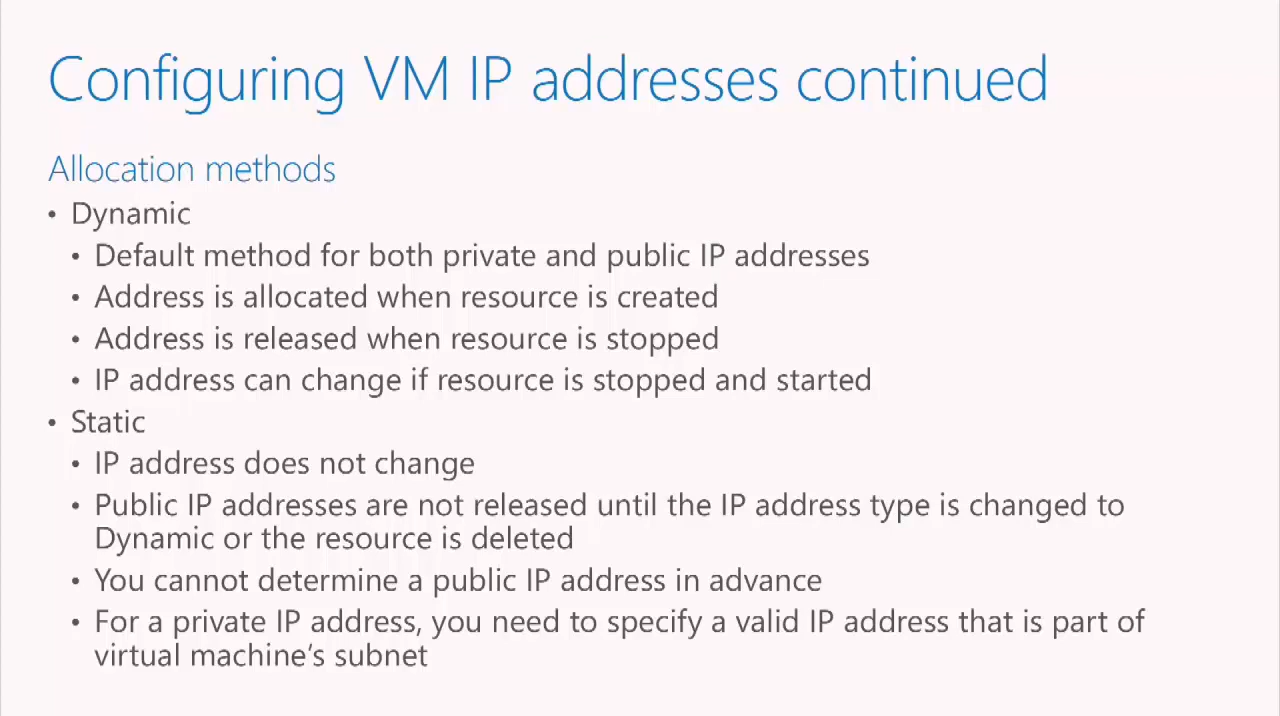 Configuring VM IP addresses continued
Allocation methods
• Dynamic
• Default method for both private and public IP addresses
• Address is allocated when resource is created
• Address is released when resource is stopped
• IP address can change if resource is stopped and started
• Static
• IP address does not change
• Public IP addresses are not released until the IP address type is changed to
Dynamic or the resource is deleted
• You cannot determine a public IP address in advance
• For a private IP address, you need to specify a valid IP address that is part of
virtual machine‘s subnet